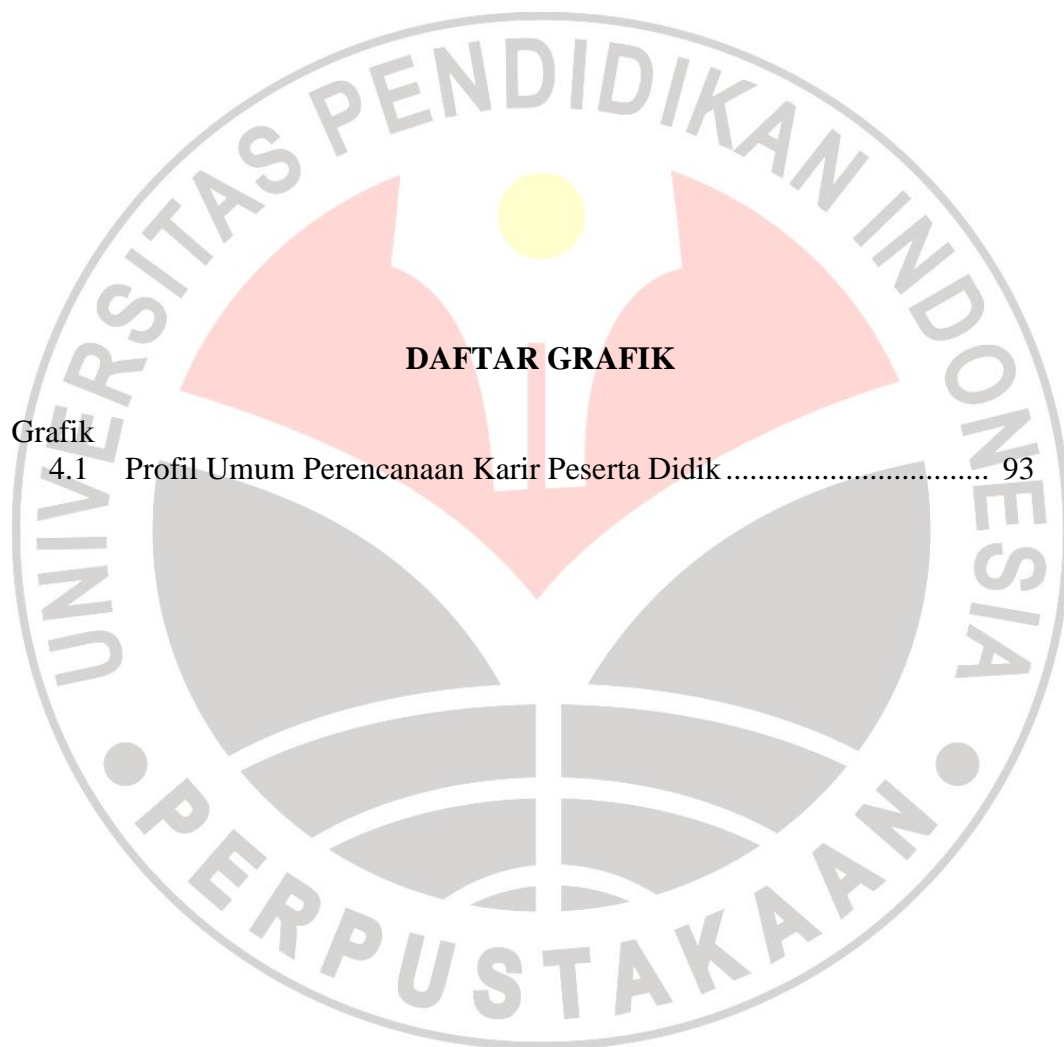 UNIVERSITAS PENDIDIKAN INDONESIA
DAFTAR GRAFIK
Grafik
4.1 Profil Umum Perencanaan Karir Peserta Didik ................................ 93
• PERPUSTAKAAN •